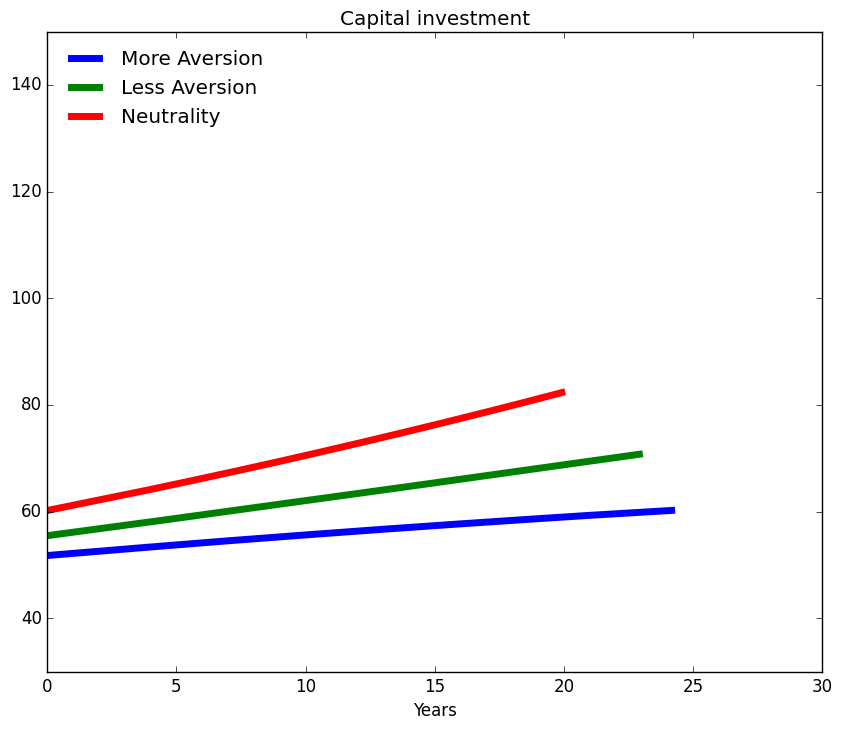 Capital investment
More Aversion
Less Aversion
Neutrality
140
120
100
80
60
40
0 5 10 15 20 25 30
Years